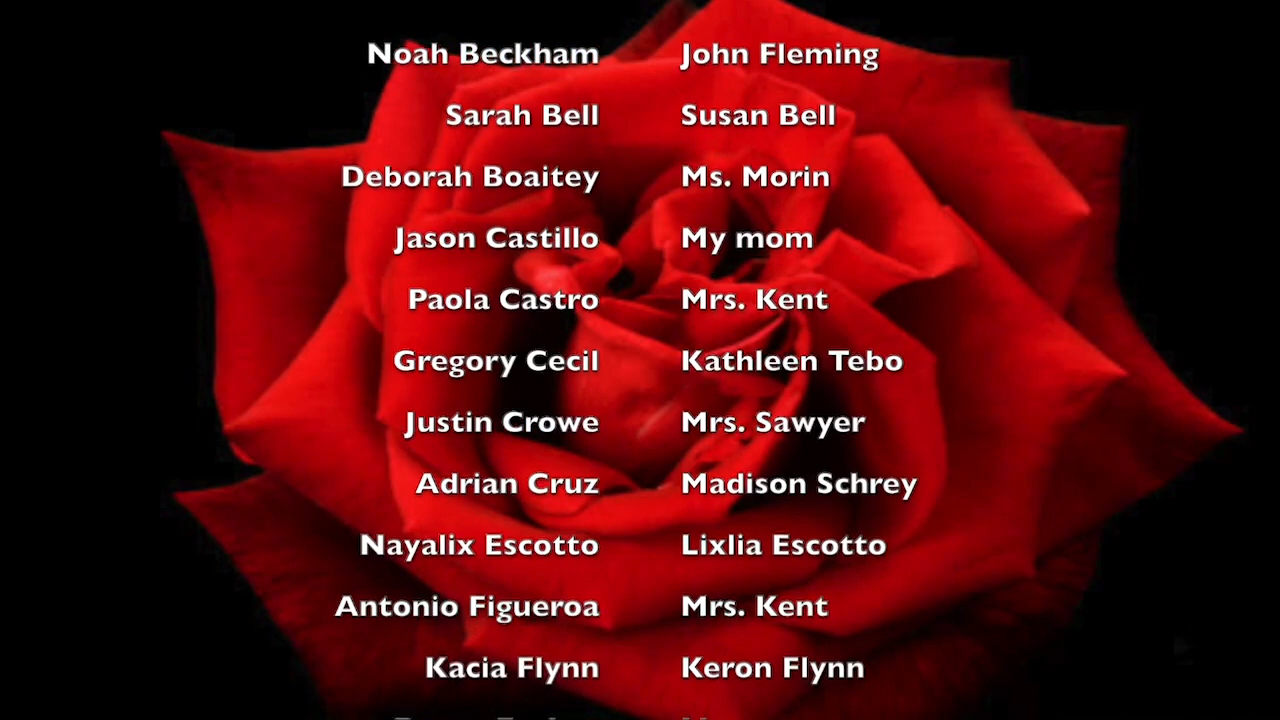 Noah Beckham John Fleming
Sarah Bell Susan Bell
Deborah Boaitey Ms. Morin
Jason Castillo My mom
Paola Castro Mrs. Kent
Gregory Cecil Kathleen Tebo
Justin Crowe Mrs. Sawyer
Adrian Cruz Madison Schrey
Nayalix Escotto Lixlia Escotto
Antonio Figueroa Mrs. Kent
Kacia Flynn Keron Flynn